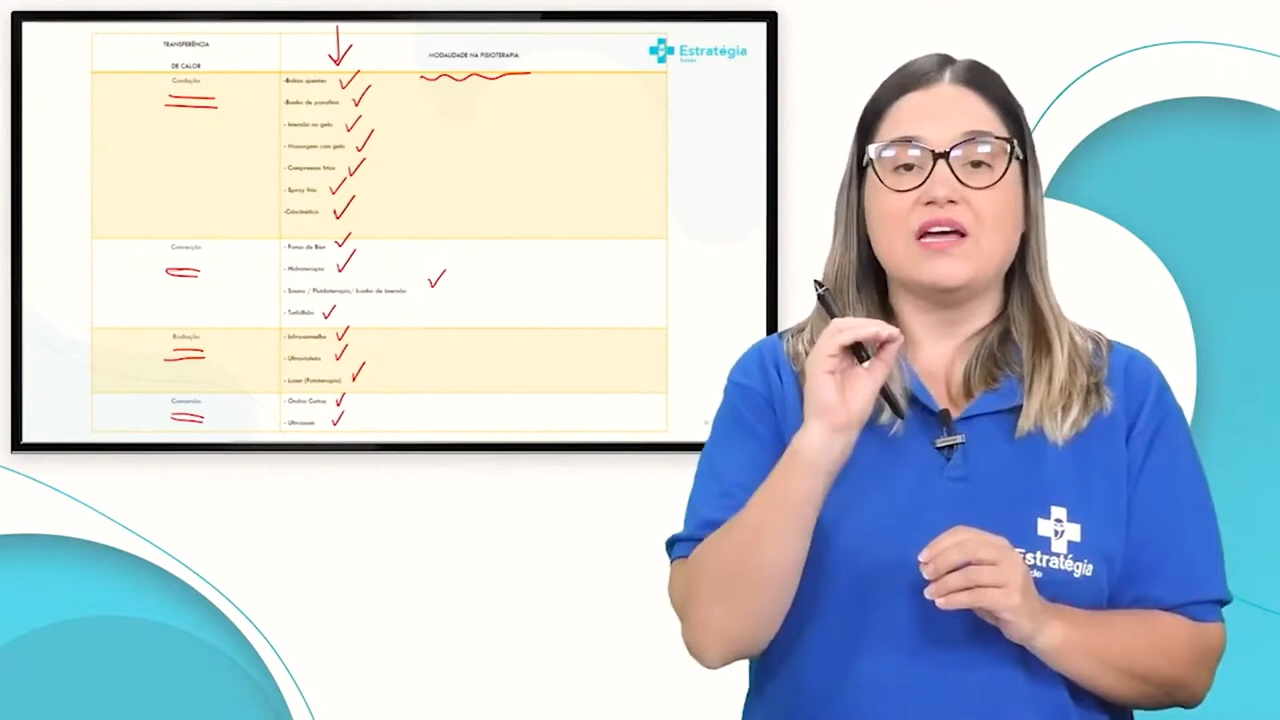 TRANSFERÊNCIA
DE CALOR
MODALIDADE NA FISIOTERAPIA
Estratégia
Saúde
Condução
-Bolsas quentes
-Banho de parafina
- Imersão no gelo
- Massagem com gelo
- Compressas frias
- Spray frio
-Criocinética
Convecção
- Forno de Bier
- Hidroterapia
- Sauna / Fluidoterapia/ banho de imersão
- Turbilhão
Radiação
- Infravermelho
- Ultravioleta
- Laser (Fototerapia)
Conversão
- Ondas Curtas
- Ultrassom
Estratégia